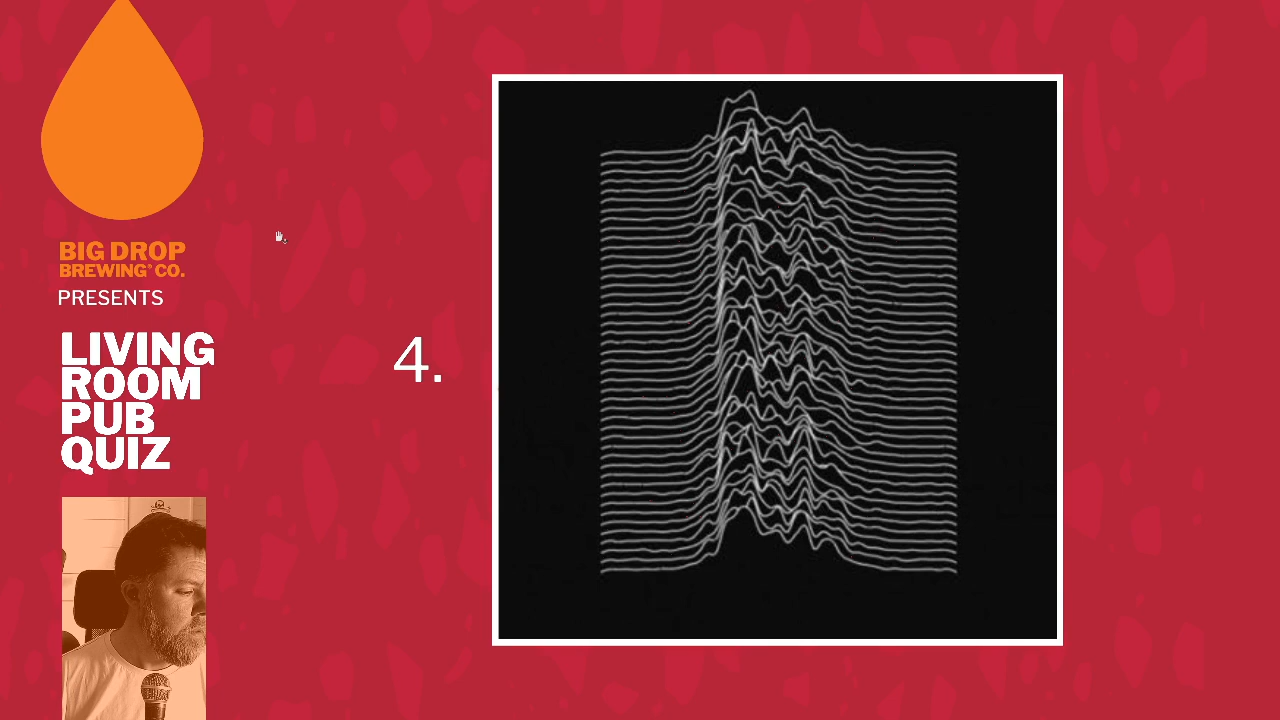 BIG DROP
BREWING® CO.
PRESENTS
LIVING
ROOM
PUB
QUIZ
4.